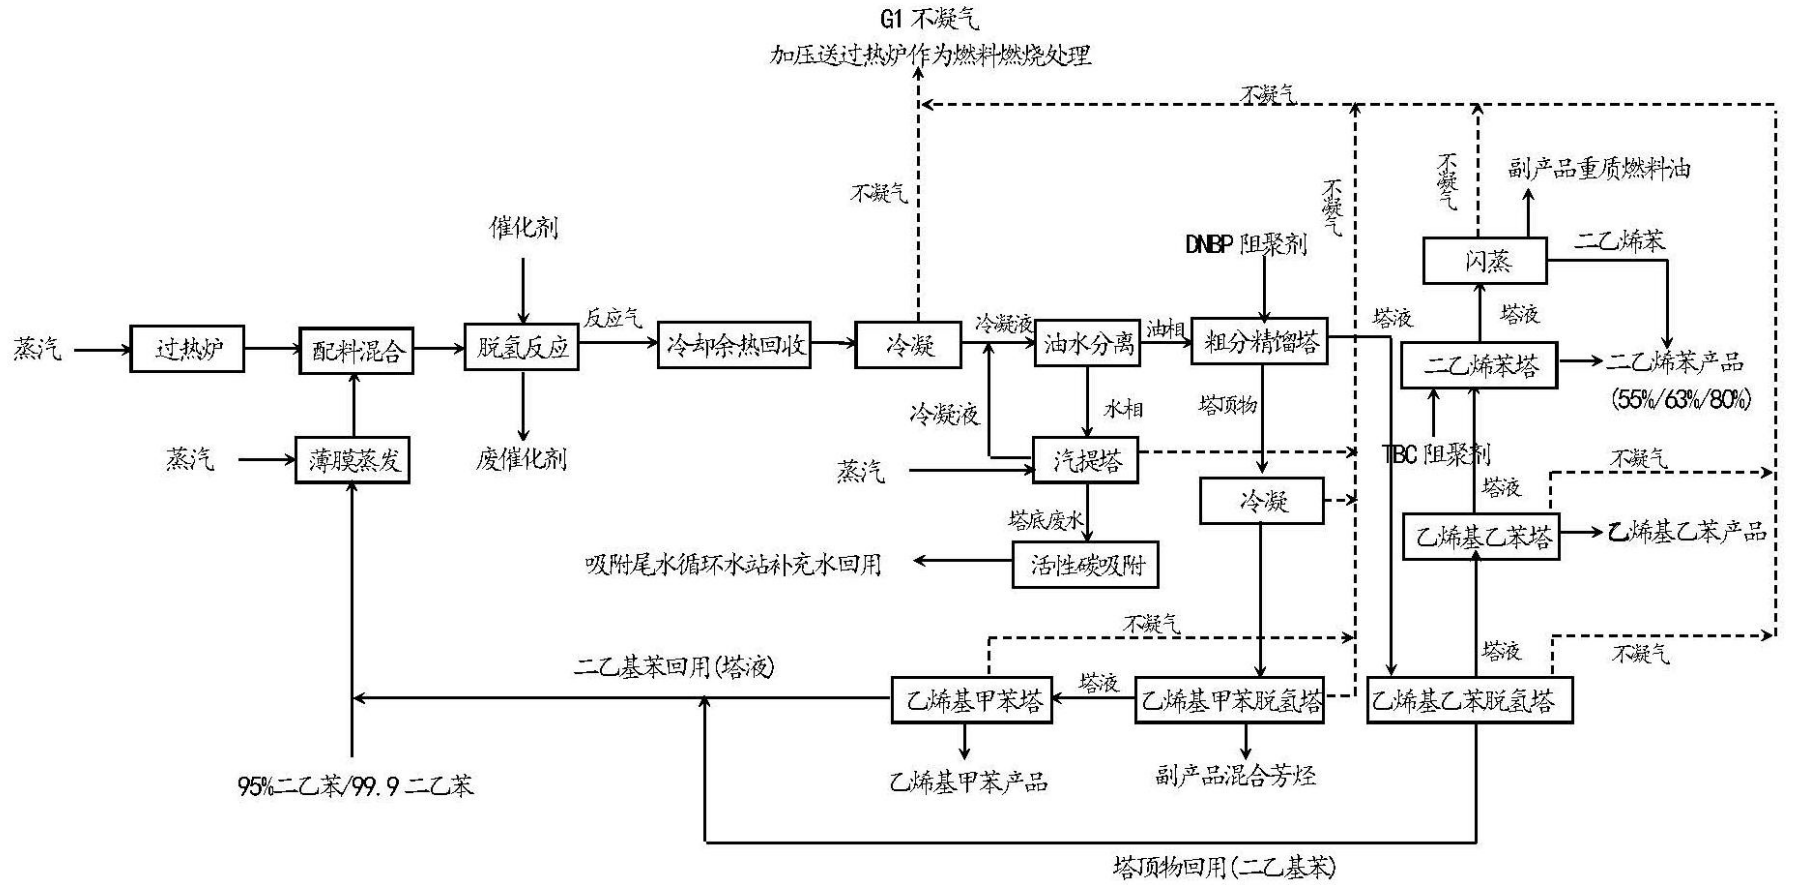 G1 不凝气
加压送过热炉作为燃料燃烧处理
不凝气
不凝气
不凝气
不凝气
副产品重质燃料油
催化剂
DNBP 阻聚剂
二乙烯苯
闪蒸
蒸汽
过热炉
配料混合
脱氢反应
反应气
冷却余热回收
冷凝
冷凝液
油水分离
油相
粗分精馏塔
塔液
塔液
二乙烯苯塔
二乙烯苯产品
(55%/63%/80%)
冷凝液
水相
塔顶物
蒸汽
薄膜蒸发
废催化剂
蒸汽
汽提塔
TBC 阻聚剂
不凝气
塔液
冷凝
塔底废水
乙烯基乙苯塔
乙烯基乙苯产品
吸附尾水循环水站补充水回用
活性碳吸附
不凝气
塔液
不凝气
二乙基苯回用(塔液)
乙烯基甲苯塔
塔液
乙烯基甲苯脱氢塔
乙烯基乙苯脱氢塔
95%二乙苯/99.9二乙苯
乙烯基甲苯产品
副产品混合芳烃
塔顶物回用(二乙基苯)